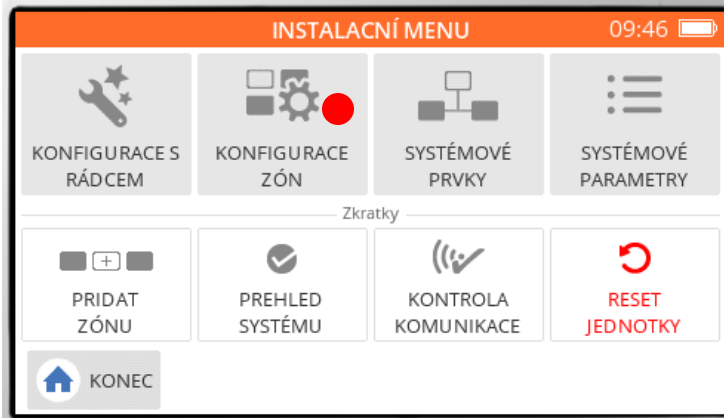 INSTALACNÍ MENU 09:46
KONFIGURACE S
RÁDCEM
KONFIGURACE
ZÓN
SYSTÉMOVÉ
PRVKY
SYSTÉMOVÉ
PARAMETRY
Zkratky
PRIDAT
ZÓNU
PREHLED
SYSTÉMU
KONTROLA
KOMUNIKACE
RESET
JEDNOTKY
KONEC